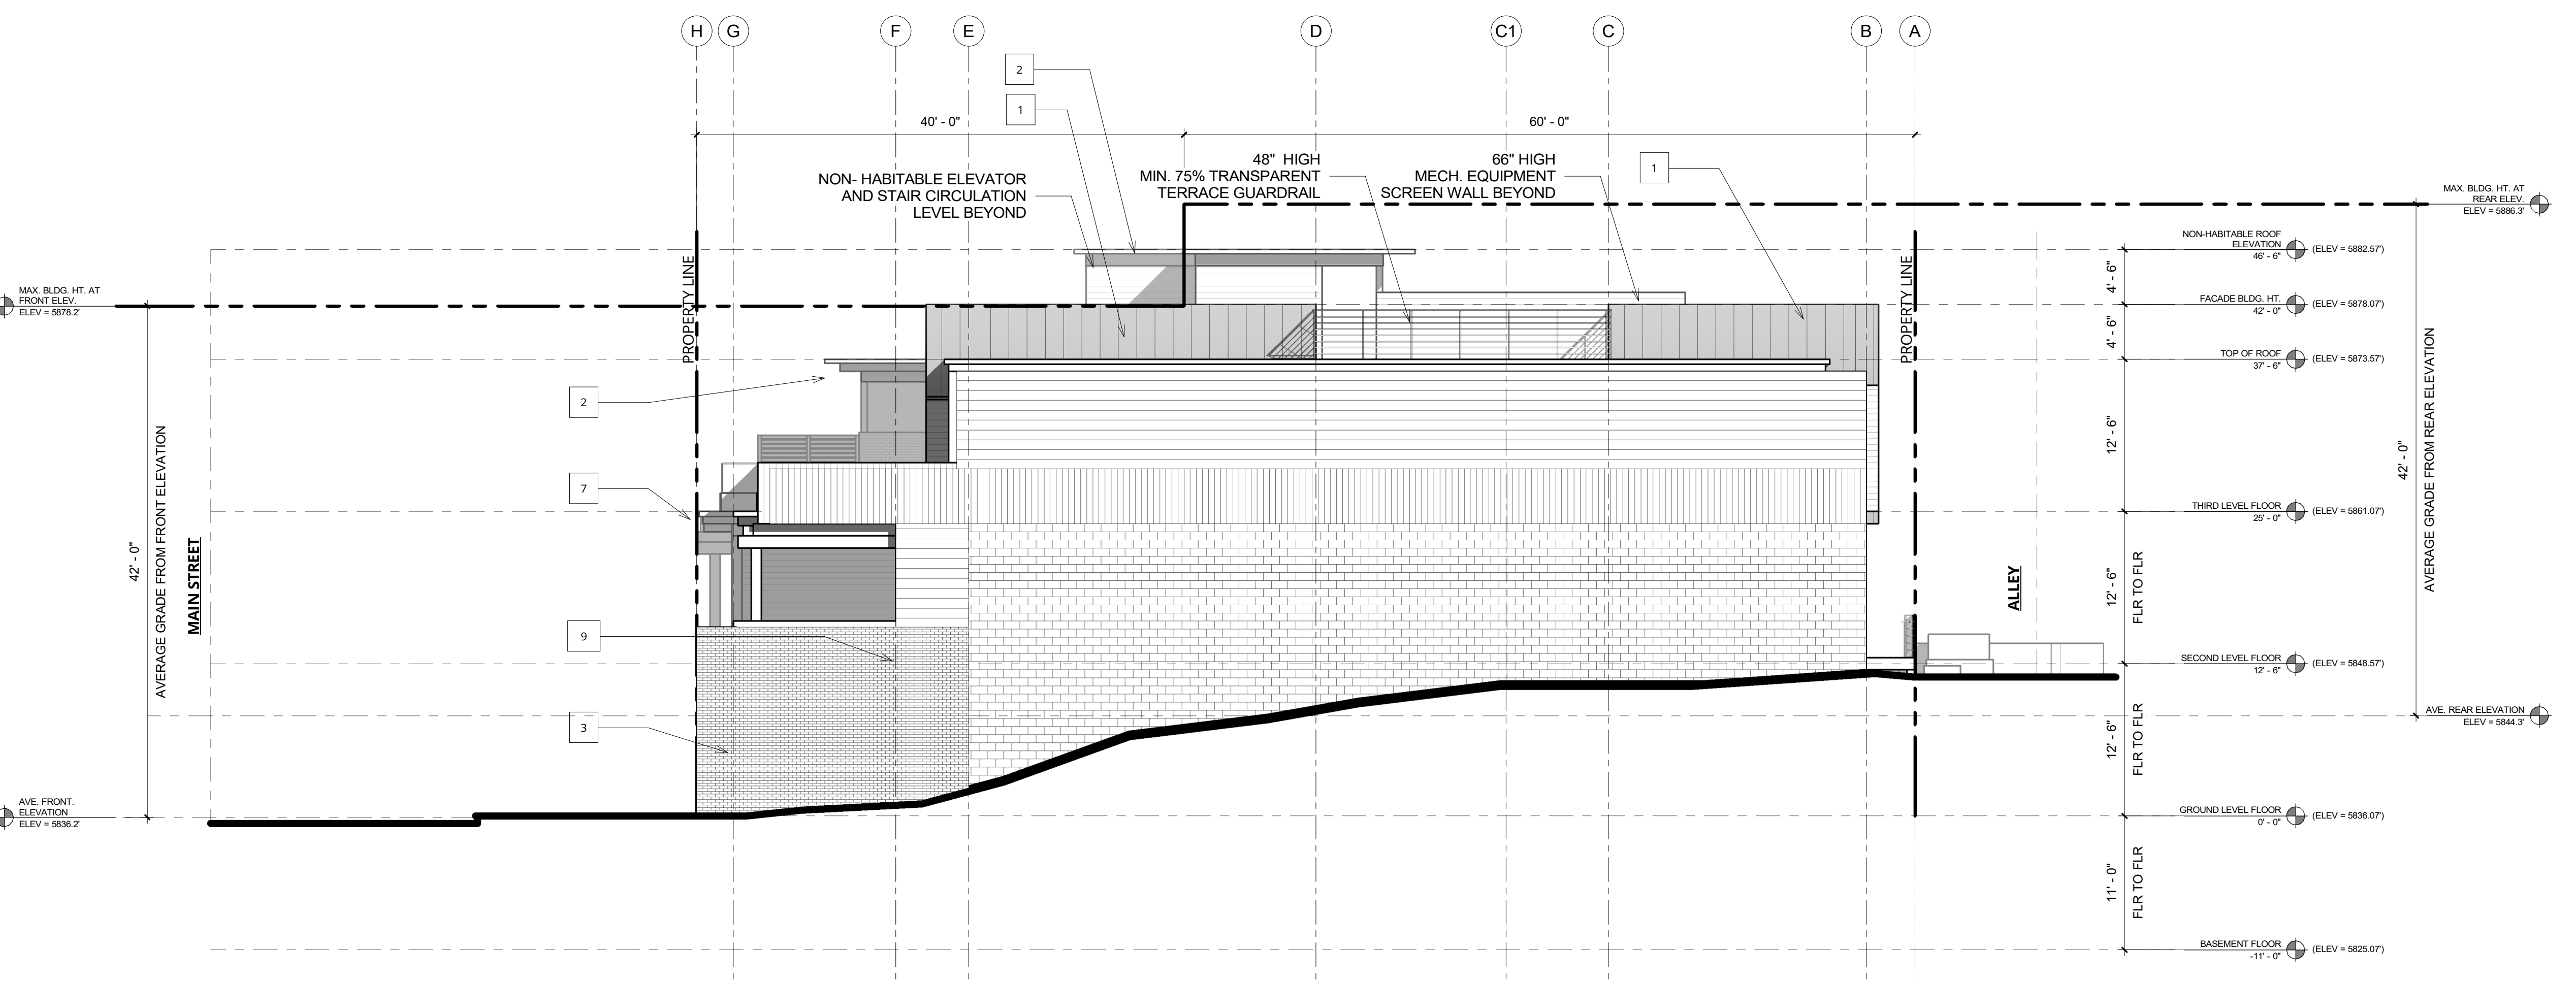 H G F E D C1 C B A
2
1
40' - 0"
60' - 0"
NON- HABITABLE ELEVATOR
AND STAIR CIRCULATION
LEVEL BEYOND
48" HIGH
MIN. 75% TRANSPARENT
TERRACE GUARDRAIL
66" HIGH
MECH. EQUIPMENT
SCREEN WALL BEYOND
1
MAX. BLDG. HT. AT
REAR ELEV.
ELEV = 5886.3'
NON-HABITABLE ROOF
ELEVATION
46' - 6"
(ELEV = 5882.57')
4' - 6"
FACADE BLDG. HT.
42' - 0"
(ELEV = 5878.07')
4' - 6"
TOP OF ROOF
37' - 6"
(ELEV = 5873.57')
12' - 6"
THIRD LEVEL FLOOR
25' - 0"
(ELEV = 5861.07')
12' - 6"
FLR TO FLR
SECOND LEVEL FLOOR
12' - 6"
(ELEV = 5848.57')
AVE. REAR ELEVATION
ELEV = 5844.3'
12' - 6"
FLR TO FLR
GROUND LEVEL FLOOR
0' - 0"
(ELEV = 5836.07')
11' - 0"
FLR TO FLR
BASEMENT FLOOR
-11' - 0"
(ELEV = 5825.07')
42' - 0"
AVERAGE GRADE FROM REAR ELEVATION
ALLEY
PROPERTY LINE
PROPERTY LINE
MAX. BLDG. HT. AT
FRONT ELEV.
ELEV = 5878.2'
42' - 0"
AVERAGE GRADE FROM FRONT ELEVATION
MAIN STREET
2
7
9
3
AVE. FRONT.
ELEVATION
ELEV = 5836.2'